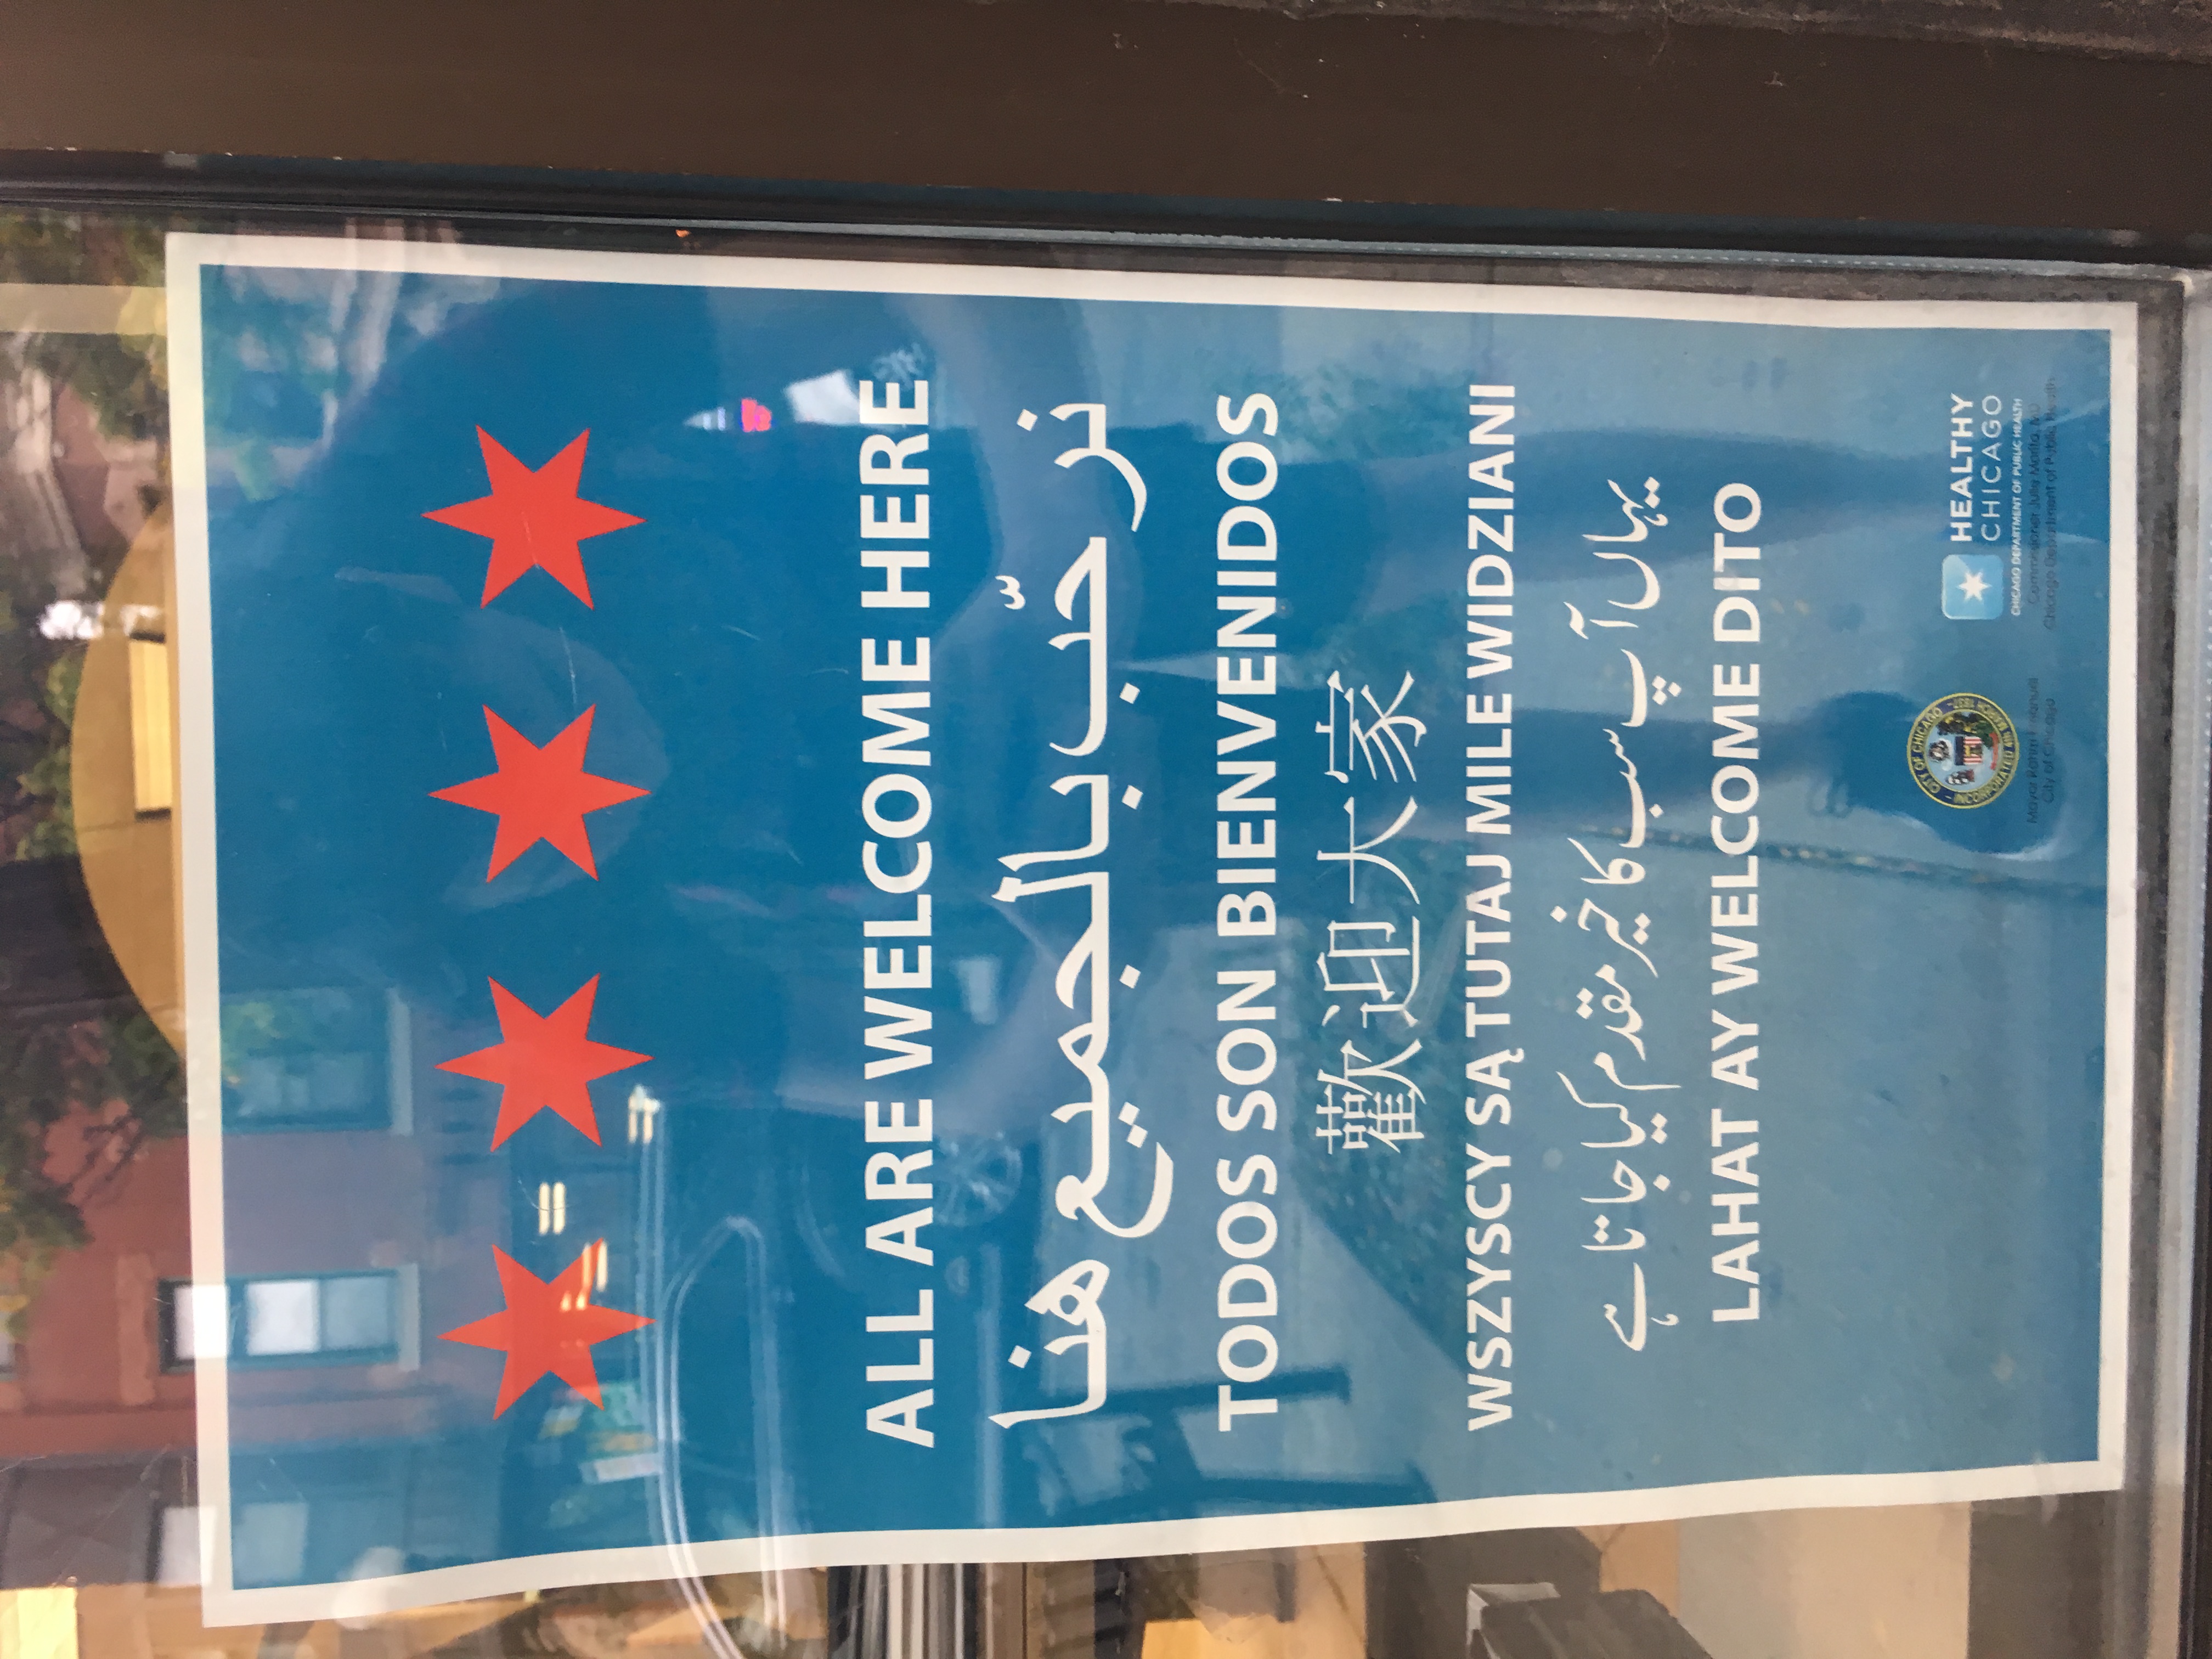 ALL ARE WELCOME HERE
نرحّب بالجميع هنا
TODOS SON BIENVENIDOS
歡迎大家
WSZYSCY SĄ TUTAJ MILE WIDZIANI
یہاں آپ سب کا خیر مقدم کیا جاتا ہے
LAHAT AY WELCOME DITO
CITY OF CHICAGO
INCORPORATED 4th MARCH 1837
Mayor Rahm Emanuel
City of Chicago
HEALTHY
CHICAGO
CHICAGO DEPARTMENT OF PUBLIC HEALTH
Commissioner Julie Morita, MD
Chicago Department of Public Health